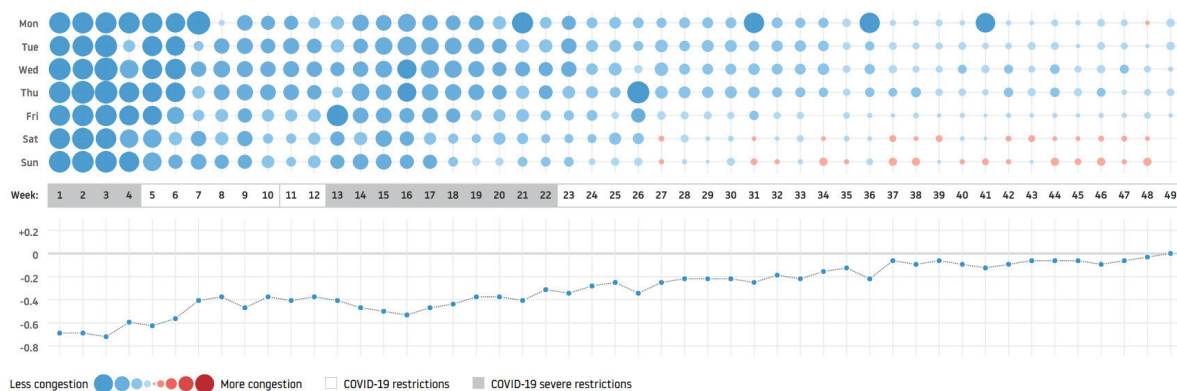 Mon
Tue
Wed
Thu
Fri
Sat
Sun
Week: 1 2 3 4 5 6 7 8 9 10 11 12 13 14 15 16 17 18 19 20 21 22 23 24 25 26 27 28 29 30 31 32 33 34 35 36 37 38 39 40 41 42 43 44 45 46 47 48 49
+0.2
0
-0.2
-0.4
-0.6
-0.8
Less congestion More congestion COVID-19 restrictions COVID-19 severe restrictions